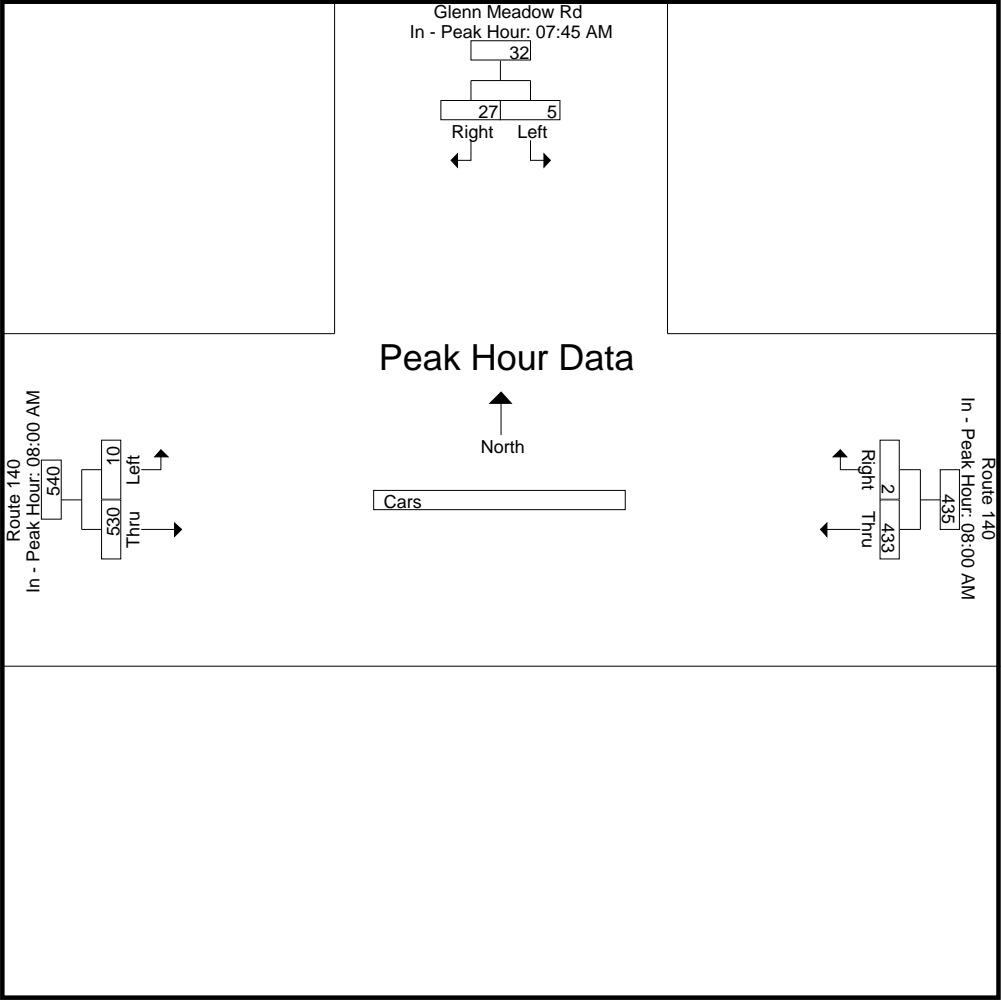 Glenn Meadow Rd
In - Peak Hour: 07:45 AM
32
27 5
Right Left
Peak Hour Data
North
Cars
Route 140
In - Peak Hour: 08:00 AM
540
10 530
Left Thru
Route 140
In - Peak Hour: 08:00 AM
435
2 433
Right Thru